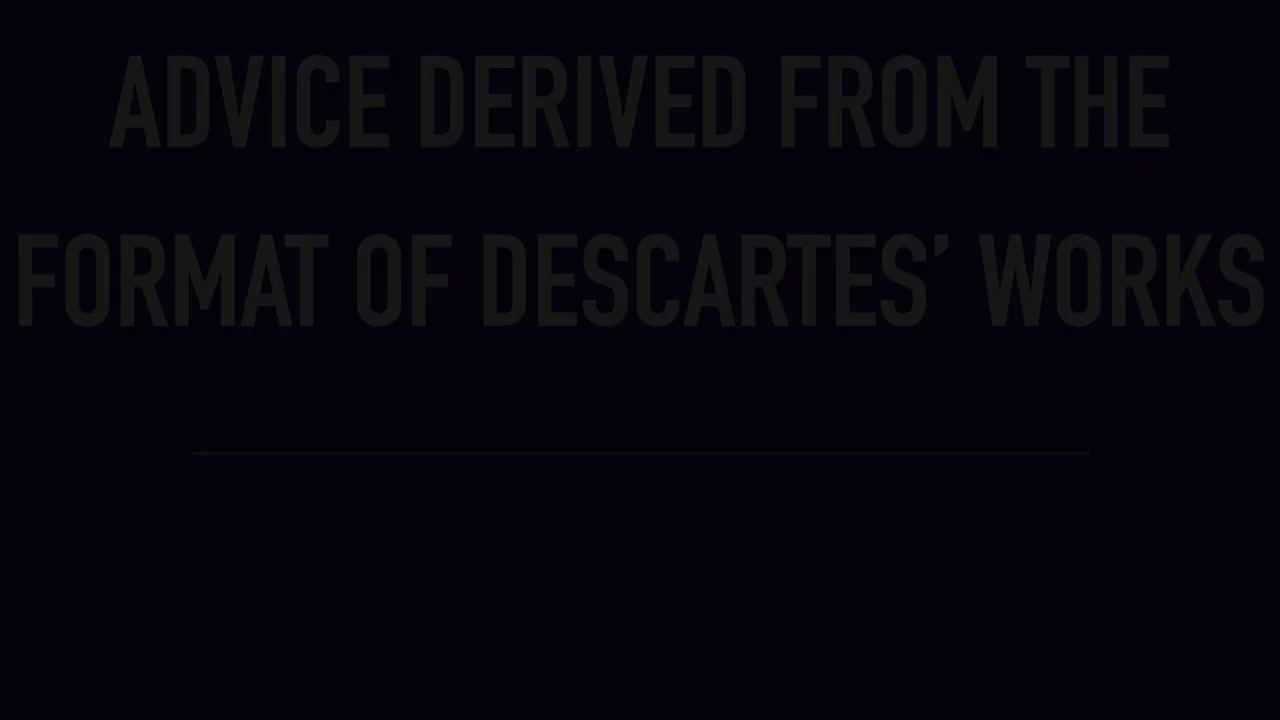 ADVICE DERIVED FROM THE
FORMAT OF DESCARTES’ WORKS